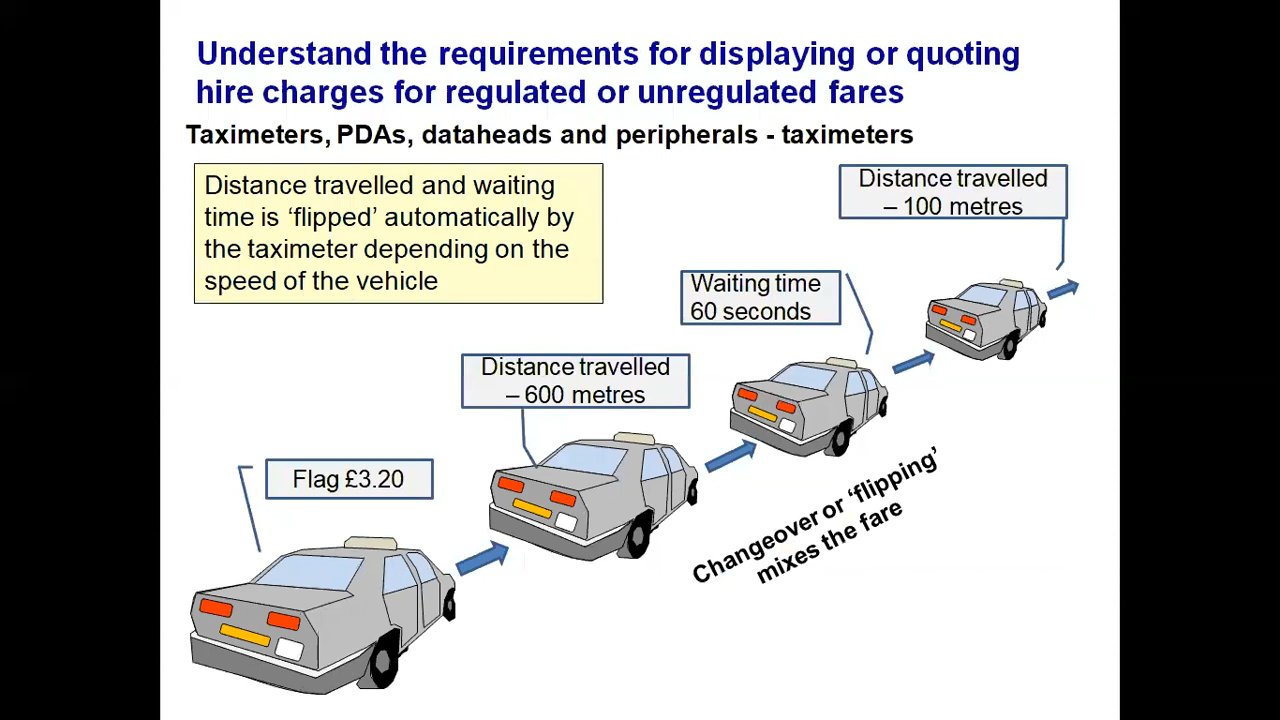 Understand the requirements for displaying or quoting
hire charges for regulated or unregulated fares
Taximeters, PDAs, dataheads and peripherals - taximeters
Distance travelled and waiting
time is ‘flipped’ automatically by
the taximeter depending on the
speed of the vehicle
Distance travelled
– 100 metres
Waiting time
60 seconds
Distance travelled
– 600 metres
Flag £3.20
Changeover or ‘flipping’
mixes the fare